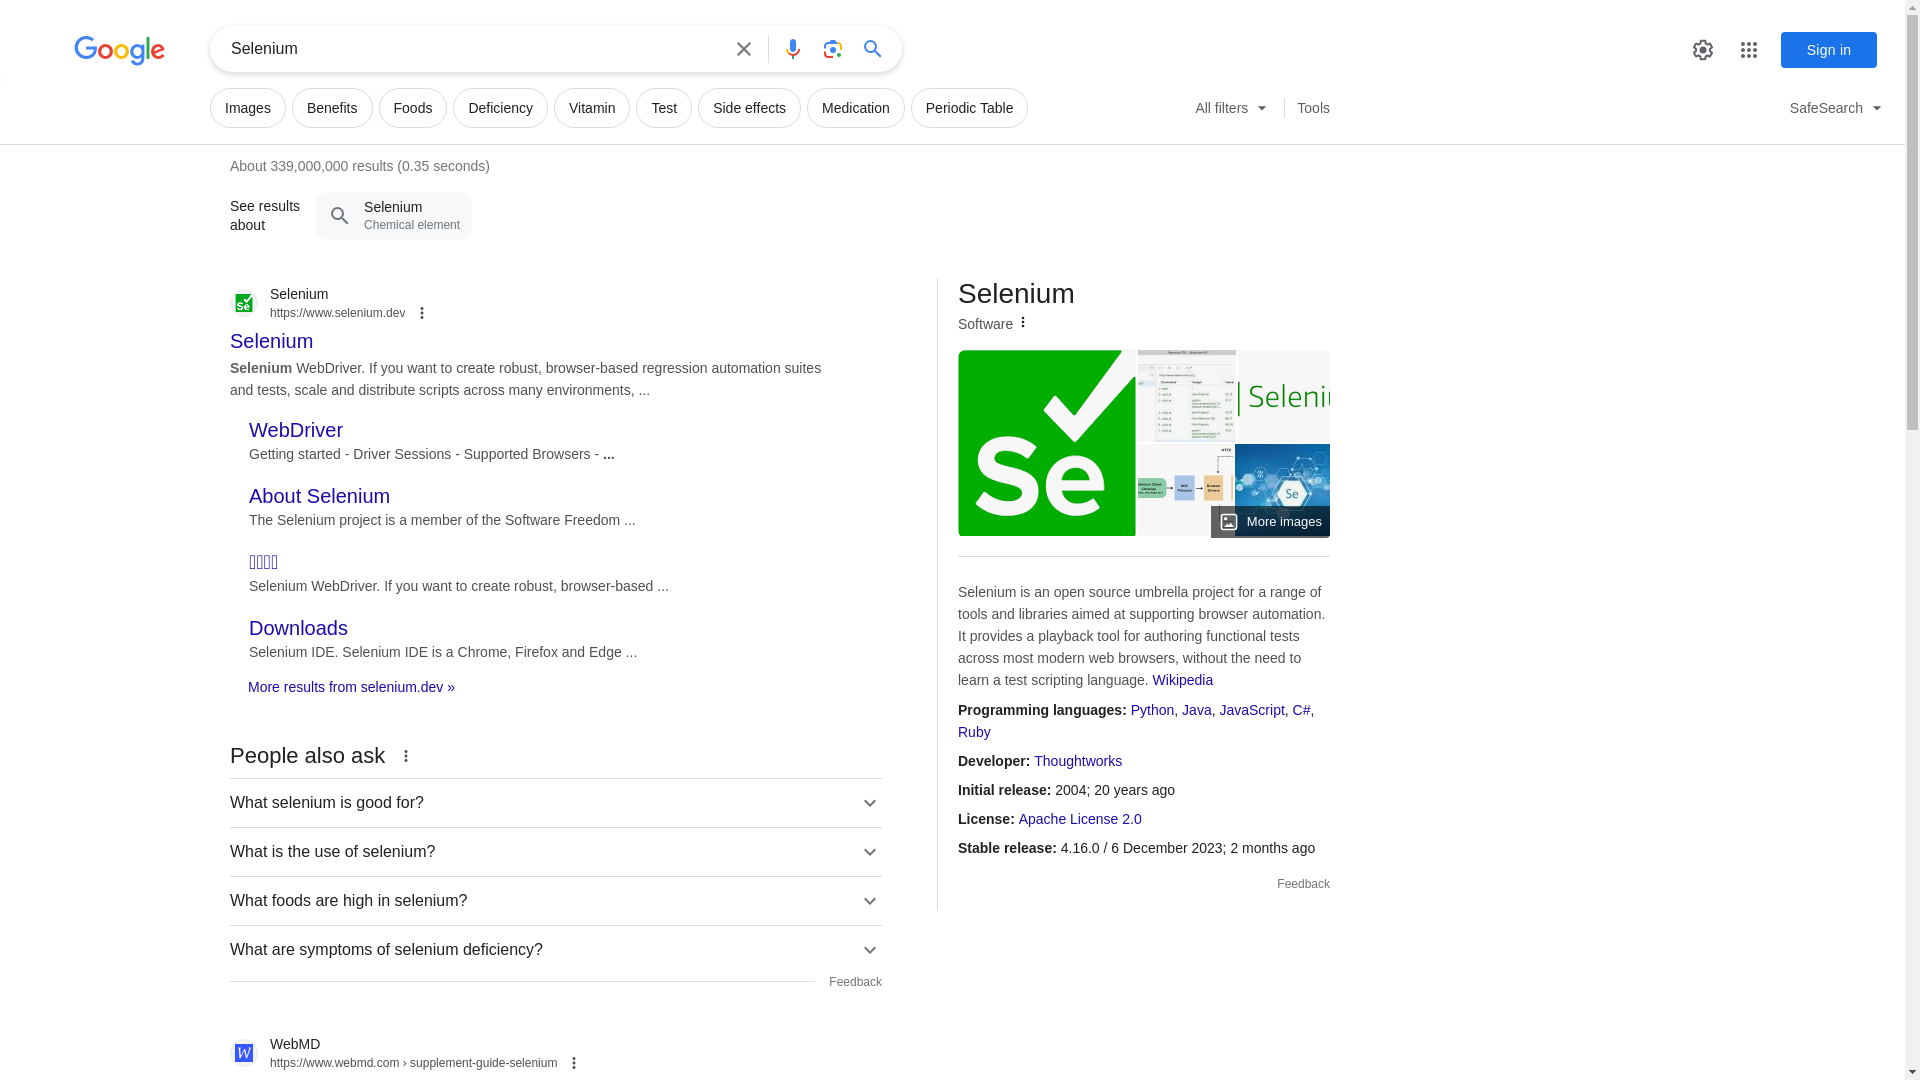 Google
Selenium
Sign in
Images
Benefits
Foods
Deficiency
Vitamin
Test
Side effects
Medication
Periodic Table
All filters
Tools
SafeSearch
About 339,000,000 results (0.35 seconds)
See results
about
Selenium
Chemical element
Selenium
https://www.selenium.dev
Selenium
Selenium WebDriver. If you want to create robust, browser-based regression automation suites
and tests, scale and distribute scripts across many environments, ...
WebDriver
Getting started - Driver Sessions - Supported Browsers - ...
About Selenium
The Selenium project is a member of the Software Freedom ...
Selenium WebDriver. If you want to create robust, browser-based ...
Downloads
Selenium IDE. Selenium IDE is a Chrome, Firefox and Edge ...
More results from selenium.dev »
People also ask
What selenium is good for?
What is the use of selenium?
What foods are high in selenium?
What are symptoms of selenium deficiency?
Feedback
WebMD
https://www.webmd.com › supplement-guide-selenium
Selenium
Software
Se
Seleni
HTTP
Se
More images
Selenium is an open source umbrella project for a range of
tools and libraries aimed at supporting browser automation.
It provides a playback tool for authoring functional tests
across most modern web browsers, without the need to
learn a test scripting language. Wikipedia
Programming languages: Python, Java, JavaScript, C#,
Ruby
Developer: Thoughtworks
Initial release: 2004; 20 years ago
License: Apache License 2.0
Stable release: 4.16.0 / 6 December 2023; 2 months ago
Feedback